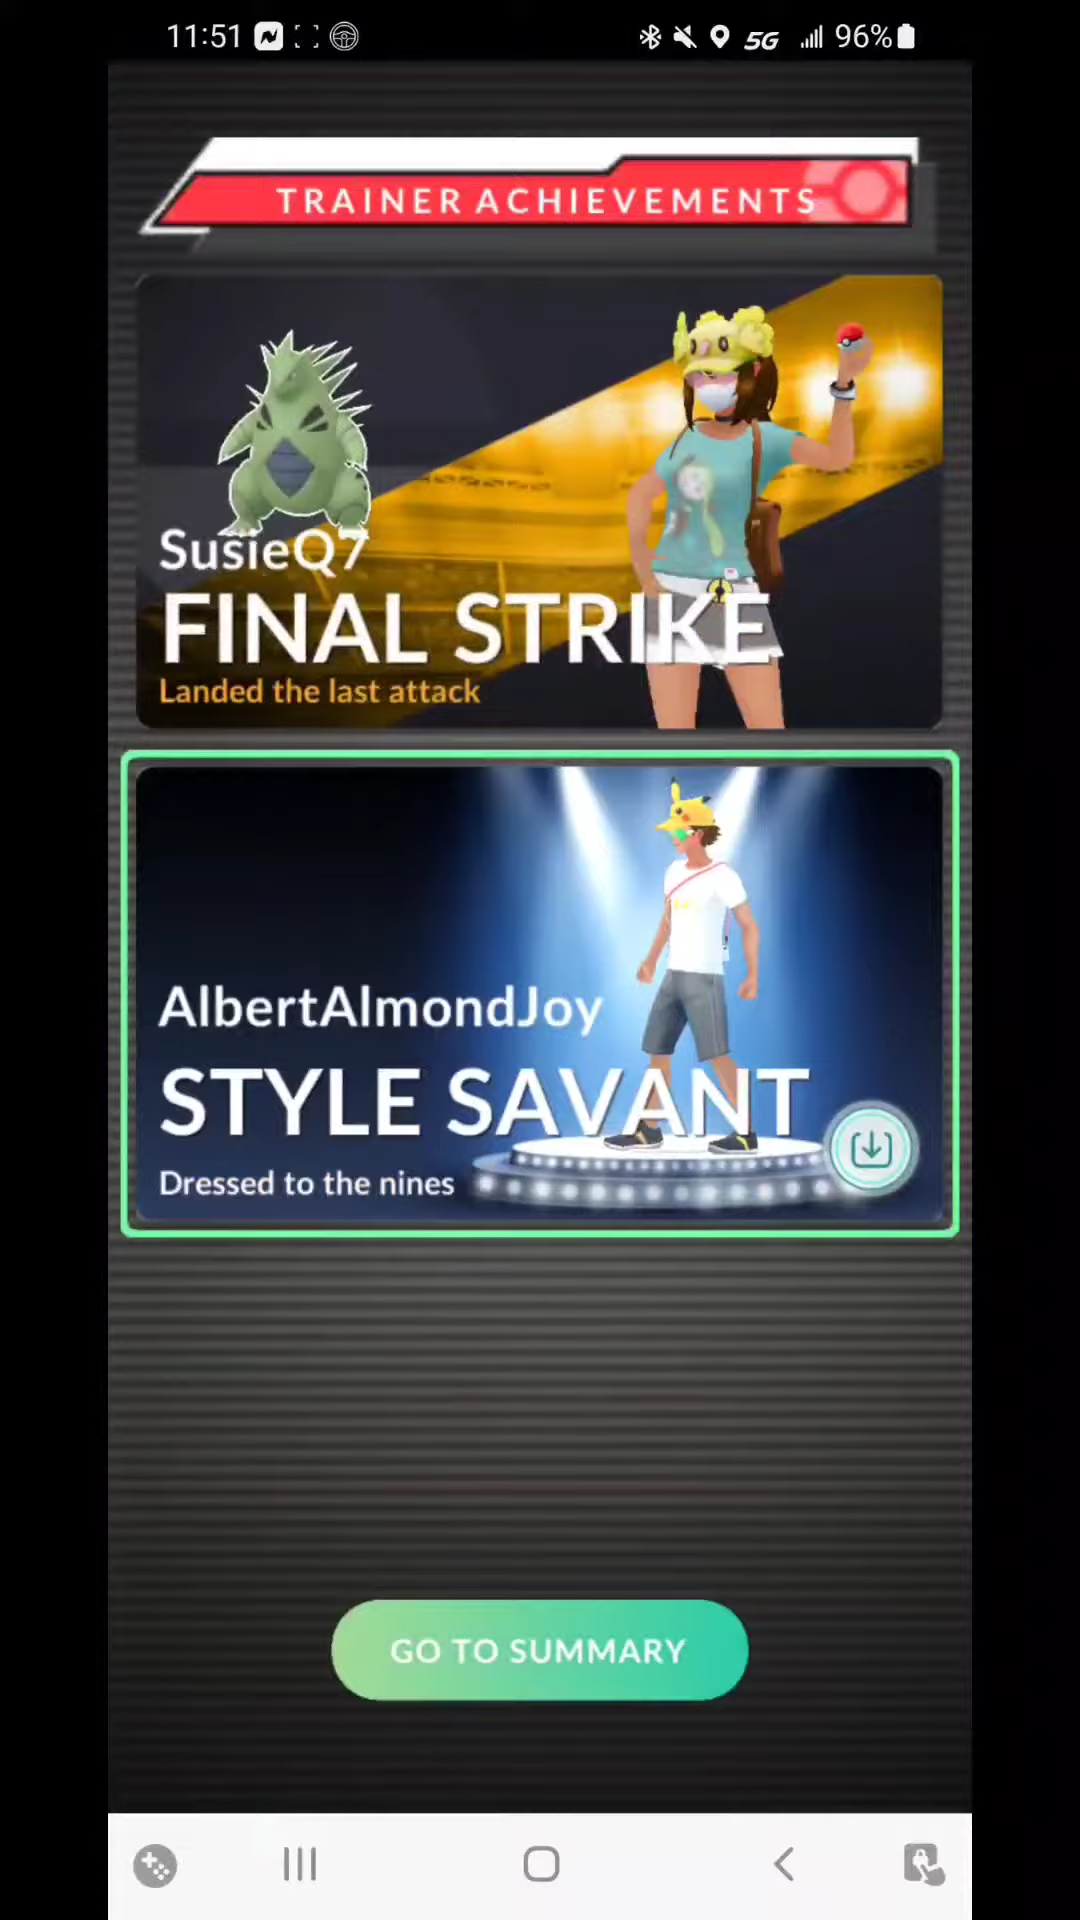 11:51 5G 96%
TRAINER ACHIEVEMENTS
SusieQ7
FINAL STRIKE
Landed the last attack
AlbertAlmondJoy
STYLE SAVANT
Dressed to the nines
GO TO SUMMARY